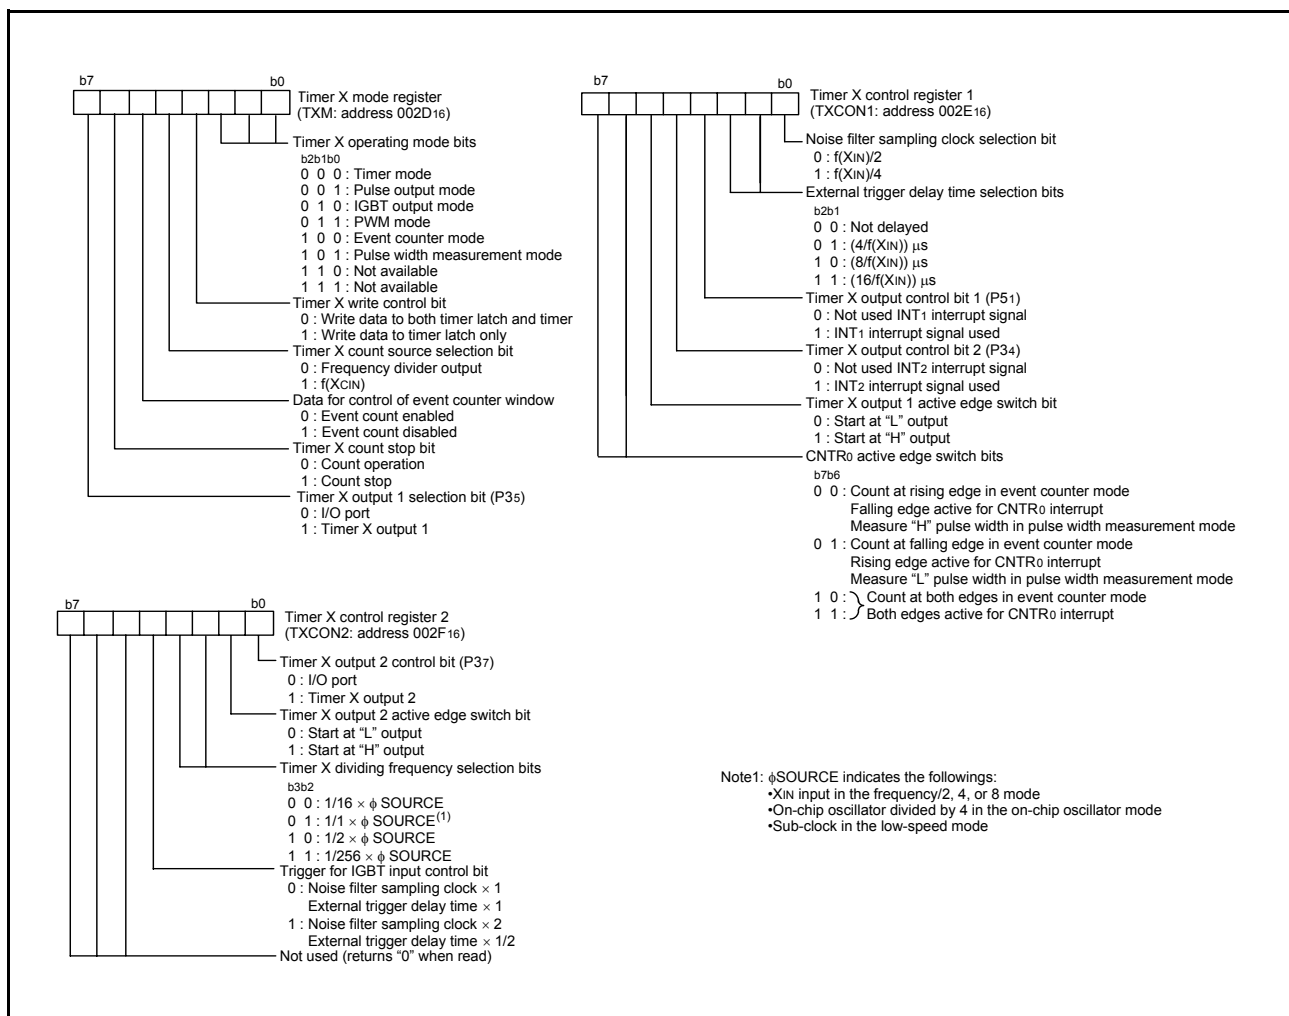 b7 b0
Timer X mode register
(TXM: address 002D16)
Timer X operating mode bits
b2b1b0
0 0 0 : Timer mode
0 0 1 : Pulse output mode
0 1 0 : IGBT output mode
0 1 1 : PWM mode
1 0 0 : Event counter mode
1 0 1 : Pulse width measurement mode
1 1 0 : Not available
1 1 1 : Not available
Timer X write control bit
0 : Write data to both timer latch and timer
1 : Write data to timer latch only
Timer X count source selection bit
0 : Frequency divider output
1 : f(XCIN)
Data for control of event counter window
0 : Event count enabled
1 : Event count disabled
Timer X count stop bit
0 : Count operation
1 : Count stop
Timer X output 1 selection bit (P35)
0 : I/O port
1 : Timer X output 1
b7 b0
Timer X control register 1
(TXCON1: address 002E16)
Noise filter sampling clock selection bit
0 : f(XIN)/2
1 : f(XIN)/4
External trigger delay time selection bits
b2b1
0 0 : Not delayed
0 1 : (4/f(XIN)) μs
1 0 : (8/f(XIN)) μs
1 1 : (16/f(XIN)) μs
Timer X output control bit 1 (P51)
0 : Not used INT1 interrupt signal
1 : INT1 interrupt signal used
Timer X output control bit 2 (P34)
0 : Not used INT2 interrupt signal
1 : INT2 interrupt signal used
Timer X output 1 active edge switch bit
0 : Start at “L” output
1 : Start at “H” output
CNTR0 active edge switch bits
b7b6
0 0 : Count at rising edge in event counter mode
Falling edge active for CNTR0 interrupt
Measure “H” pulse width in pulse width measurement mode
0 1 : Count at falling edge in event counter mode
Rising edge active for CNTR0 interrupt
Measure “L” pulse width in pulse width measurement mode
1 0 : Count at both edges in event counter mode
1 1 : Both edges active for CNTR0 interrupt
b7 b0
Timer X control register 2
(TXCON2: address 002F16)
Timer X output 2 control bit (P37)
0 : I/O port
1 : Timer X output 2
Timer X output 2 active edge switch bit
0 : Start at “L” output
1 : Start at “H” output
Timer X dividing frequency selection bits
b3b2
0 0 : 1/16 × ϕ SOURCE
0 1 : 1/1 × ϕ SOURCE(1)
1 0 : 1/2 × ϕ SOURCE
1 1 : 1/256 × ϕ SOURCE
Trigger for IGBT input control bit
0 : Noise filter sampling clock × 1
External trigger delay time × 1
1 : Noise filter sampling clock × 2
External trigger delay time × 1/2
Not used (returns “0” when read)
Note1: ϕSOURCE indicates the followings:
•XIN input in the frequency/2, 4, or 8 mode
•On-chip oscillator divided by 4 in the on-chip oscillator mode
•Sub-clock in the low-speed mode